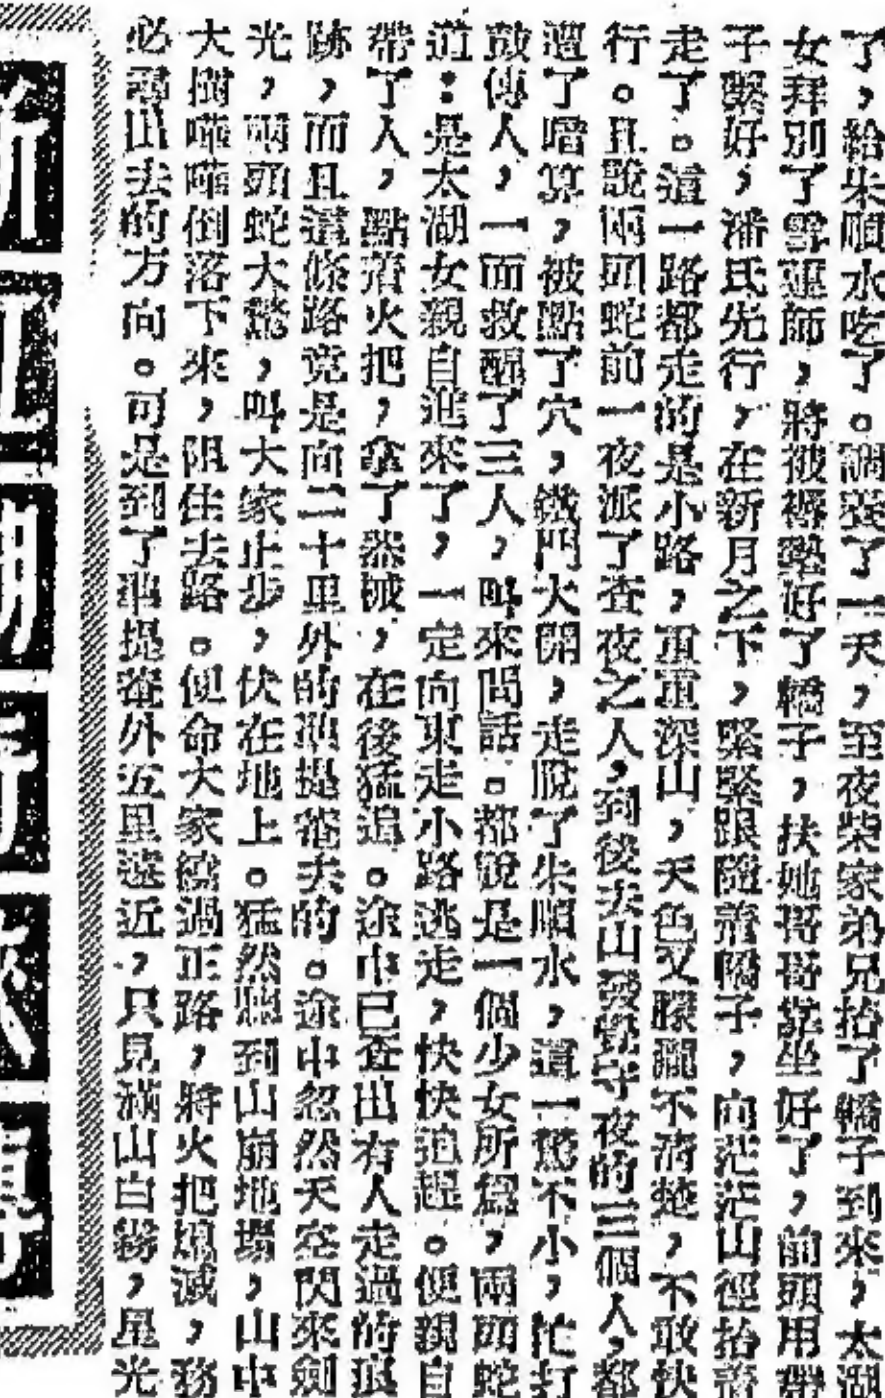 了，給朱順水吃了。調養了一天，至夜柴家弟兄抬了轎子到來，太湖
女拜別了雪蓮師，將被褥墊好了轎子，扶她哥哥靠坐好了，前頭用帶
子繫好，潘氏先行，在新月之下，緊緊跟隨着轎子，向茫茫山徑抬着
走了。這一路都走的是小路，重重深山，天色又朦朧不清楚，不敢快
行。且說兩頭蛇前一夜派了查夜之人，到後去山發覺守夜的三個人，都
遭了暗算，被點了穴，鐵門大開，走脫了朱順水，這一驚不小，忙打
鼓傳人，一面救醒了三人，叫來問話。都說是一個少女所爲，兩頭蛇
道：是太湖女親自進來了，一定向東走小路逃走，快快追趕。便親自
帶了人，點着火把，拿了器械，在後猛追。途中已查出有人走過的痕
跡，而且這條路竟是向二十里外的準提菴去的。途中忽然天空閃來劍
光，兩頭蛇大驚，叫大家止步，伏在地上。猛然聽到山崩地塌，山中
大樹嘩嘩倒落下來，阻住去路。便命大家繞過正路，將火把熄滅，務
必尋出去的方向。可是到了準提菴外五里遠近，只見滿山白霧，星光